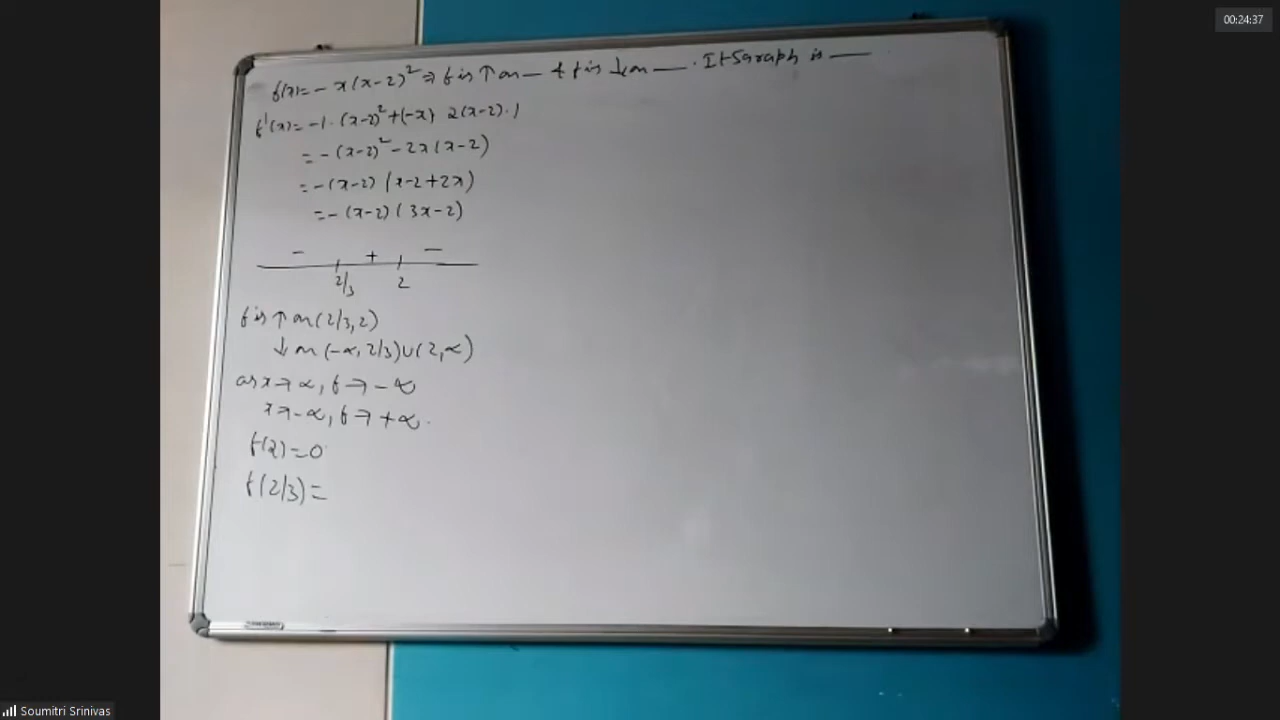 00:24:37
f(x)=-x(x-2)² ⇒ f is ↑ on — & f is ↓ on —. Its graph is —
f'(x)=-1·(x-2)²+(-x) 2(x-2)·1
=-(x-2)²-2x(x-2)
=-(x-2)(x-2+2x)
=-(x-2)(3x-2)
- + -
2/3 2
f is ↑ on(2/3,2)
↓ on(-∞,2/3)∪(2,∞)
as x→∞, f→-∞
x→-∞, f→+∞.
f(2)=0
f(2/3)=
Soumitri Srinivas